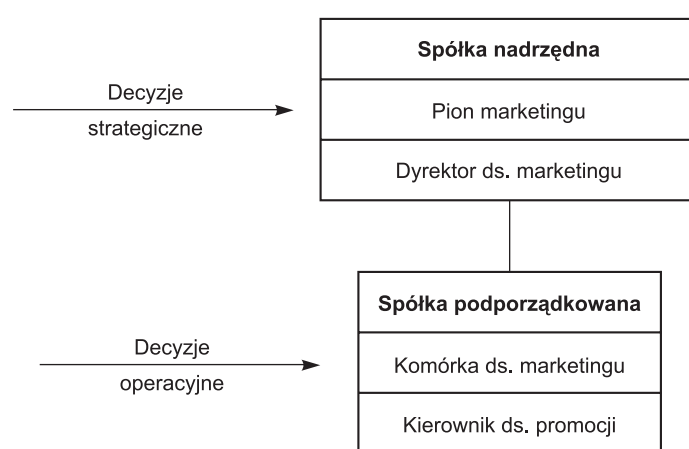 Spółka nadrzędna
Decyzje
strategiczne
Pion marketingu
Dyrektor ds. marketingu
Spółka podporządkowana
Decyzje
operacyjne
Komórka ds. marketingu
Kierownik ds. promocji